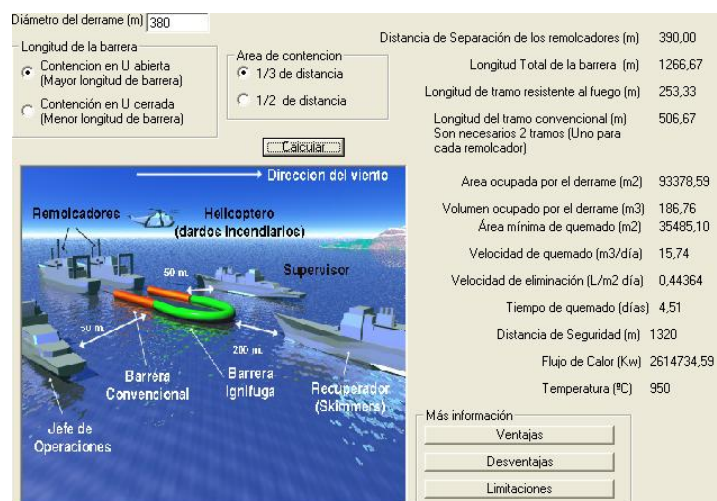 Diámetro del derrame (m) 380
Longitud de la barrera
Contencion en U abierta
(Mayor longitud de barrera)
Contención en U cerrada
(Menor longitud de barrera)
Area de contencion
1/3 de distancia
1/2 de distancia
Calcular
Distancia de Separación de los remolcadores (m) 390,00
Longitud Total de la barrera (m) 1266,67
Longitud de tramo resistente al fuego (m) 253,33
Longitud del tramo convencional (m) 506,67
Son necesarios 2 tramos (Uno para
cada remolcador)
Area ocupada por el derrame (m2) 93378,59
Volumen ocupado por el derrame (m3) 186,76
Área mínima de quemado (m2) 35485,10
Velocidad de quemado (m3/día) 15,74
Velocidad de eliminación (L/m2 día) 0,44364
Tiempo de quemado (días) 4,51
Distancia de Seguridad (m) 1320
Flujo de Calor (Kw) 2614734,59
Temperatura (ºC) 950
Más información
Ventajas
Desventajas
Limitaciones
Direccion del viento
Remolcadores
Helicoptero
(dardos Incendiarios)
Supervisor
50 m.
50 m.
200 m.
Barrera
Convencional
Barrera
Ignifuga
Recuperador
(Skimmers)
Jefe de
Operaciones